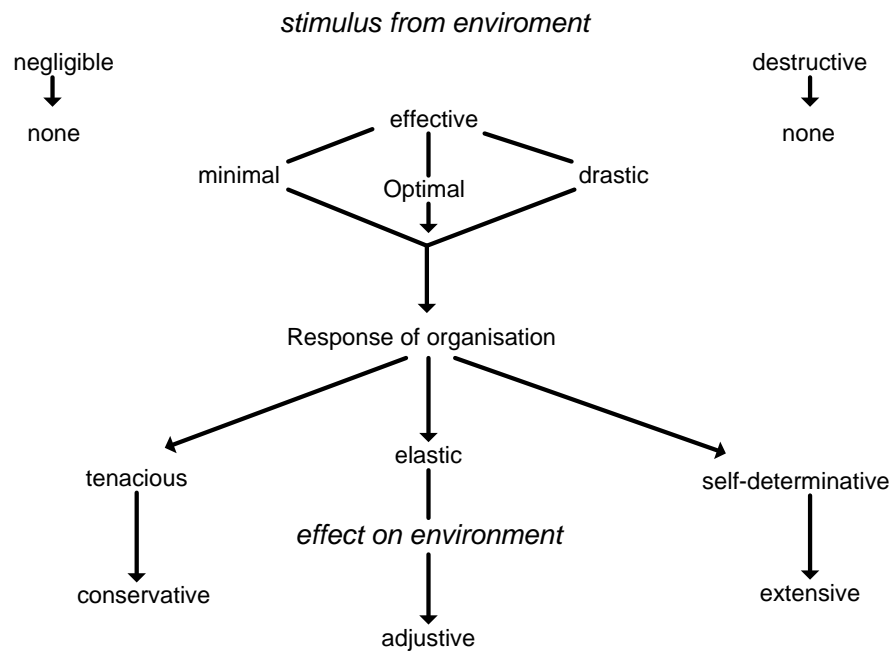 stimulus from enviroment
negligible
destructive
none
effective
none
minimal
Optimal
drastic
Response of organisation
tenacious
elastic
self-determinative
effect on environment
conservative
adjustive
extensive